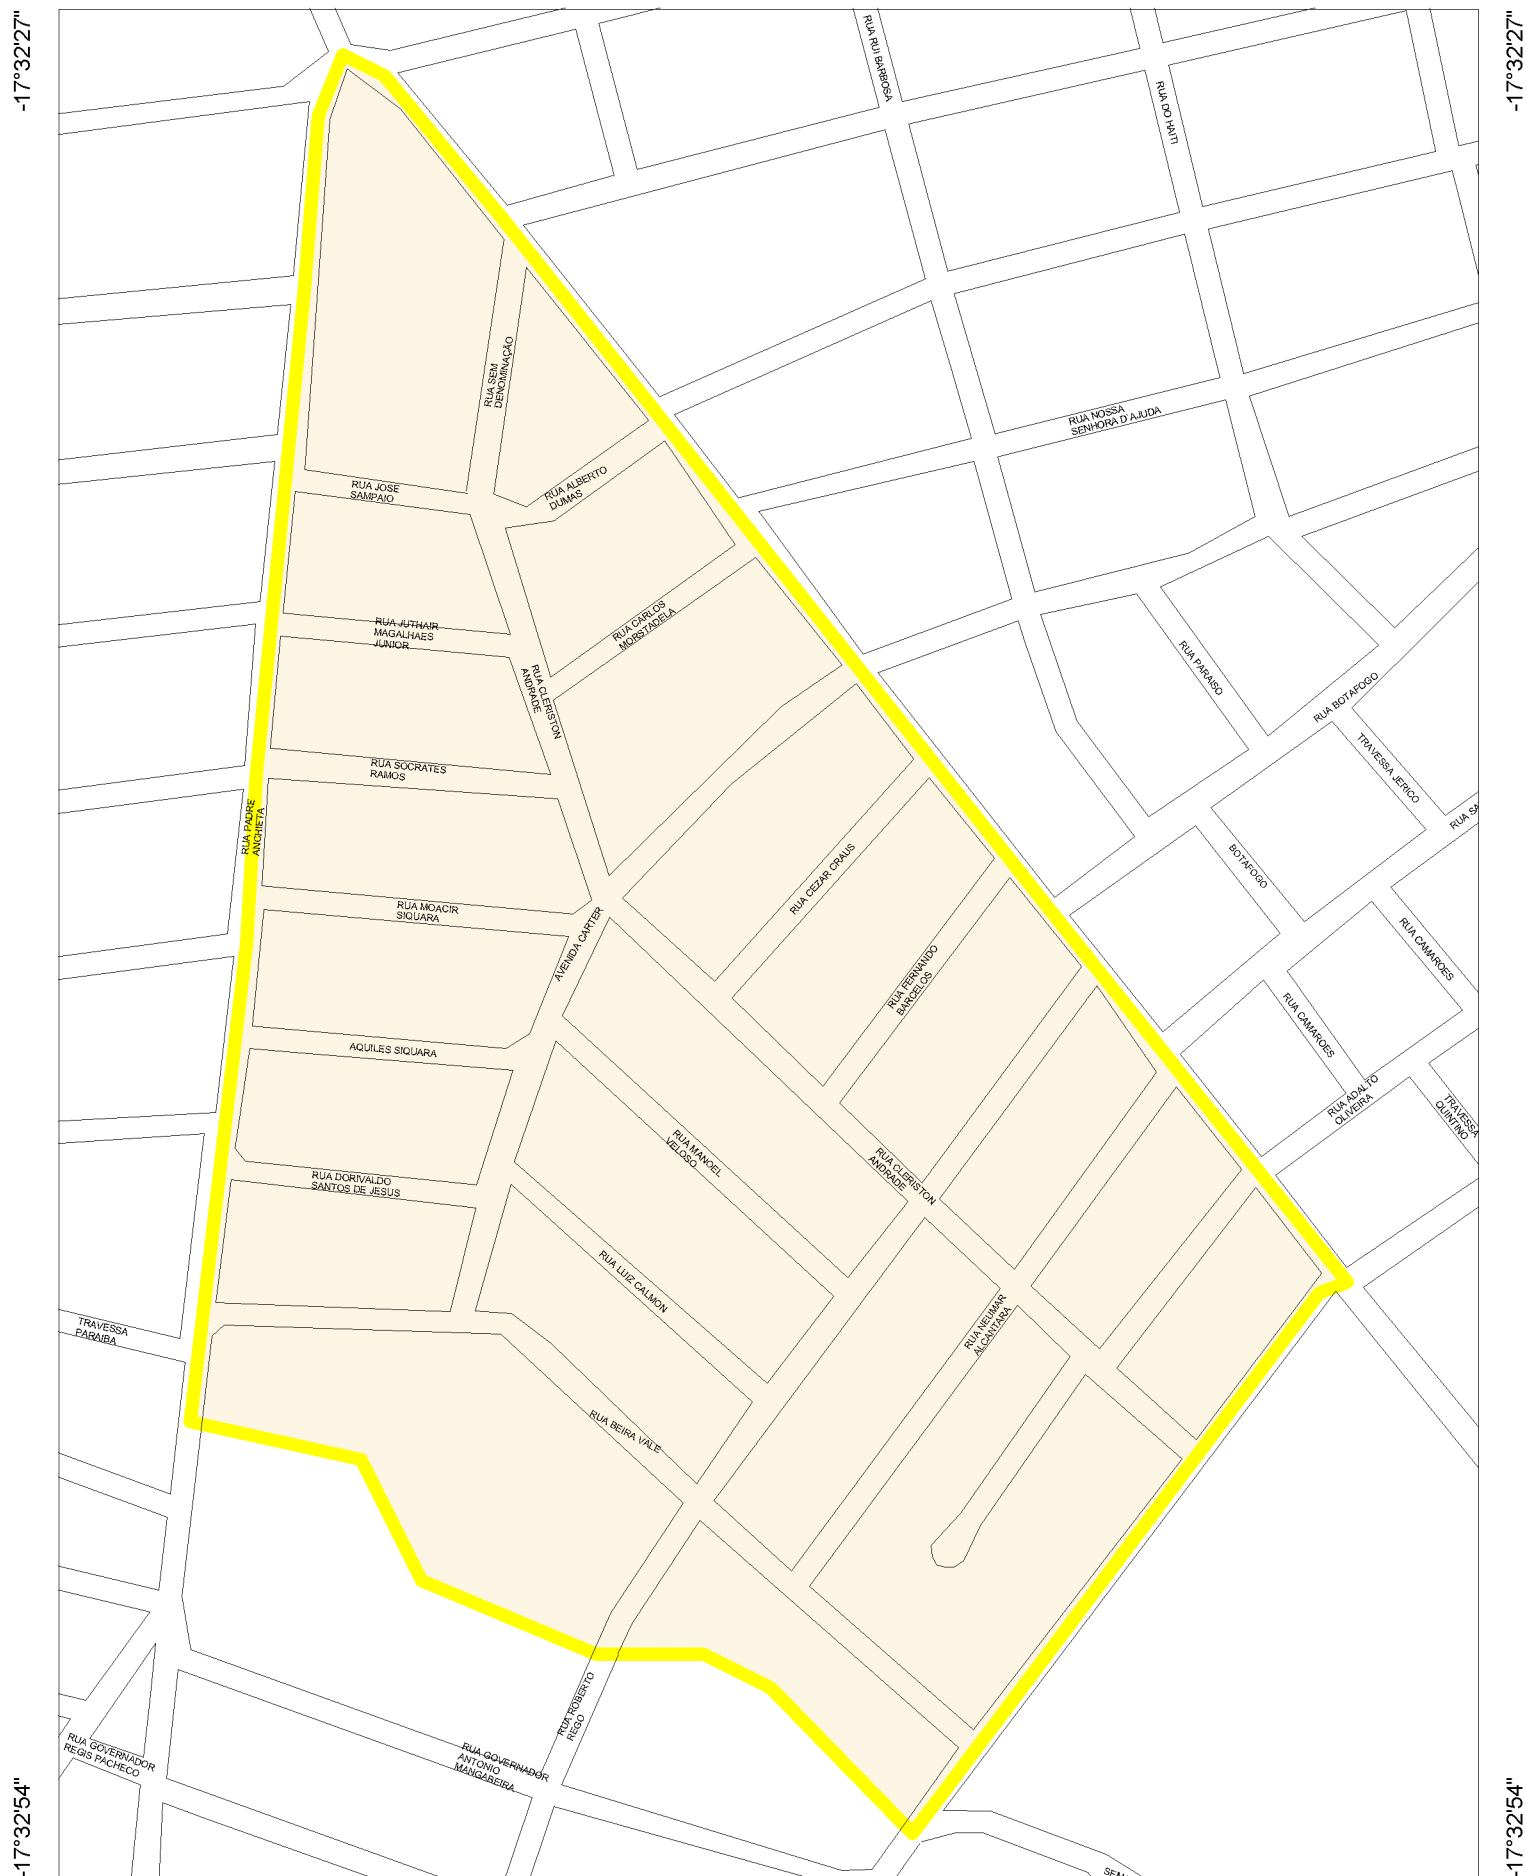 -17°32'27"
-17°32'27"
RUA RUI BARBOSA
RUA DO HAITI
RUA SEM
DENOMINAÇÃO
RUA NOSSA
SENHORA D´AJUDA
RUA JOSE
SAMPAIO
RUA ALBERTO
DUMAS
RUA JUTHAIR
MAGALHAES
JUNIOR
RUA CARLOS
MORSTADELA
RUA CLERISTON
ANDRADE
RUA PARAISO
RUA BOTAFOGO
TRAVESSA JERICO
RUA SA
RUA SOCRATES
RAMOS
RUA PADRE
ANCHIETA
BOTAFOGO
RUA CEZAR CRAUS
RUA MOACIR
SIQUARA
AVENIDA CARTER
RUA CAMAROES
RUA FERNANDO
BARCELOS
RUA CAMAROES
AQUILES SIQUARA
RUA ADALTO
OLIVEIRA
TRAVESSA
QUINTINO
RUA MANOEL
VELOSO
RUA CLERISTON
ANDRADE
RUA DORIVALDO
SANTOS DE JESUS
RUA LUIZ CALMON
RUA NEUMAR
ALCANTARA
TRAVESSA
PARAIBA
RUA BEIRA VALE
RUA ROBERTO
REGO
RUA GOVERNADOR
REGIS PACHECO
RUA GOVERNADOR
ANTONIO
MANGABEIRA
-17°32'54"
-17°32'54"